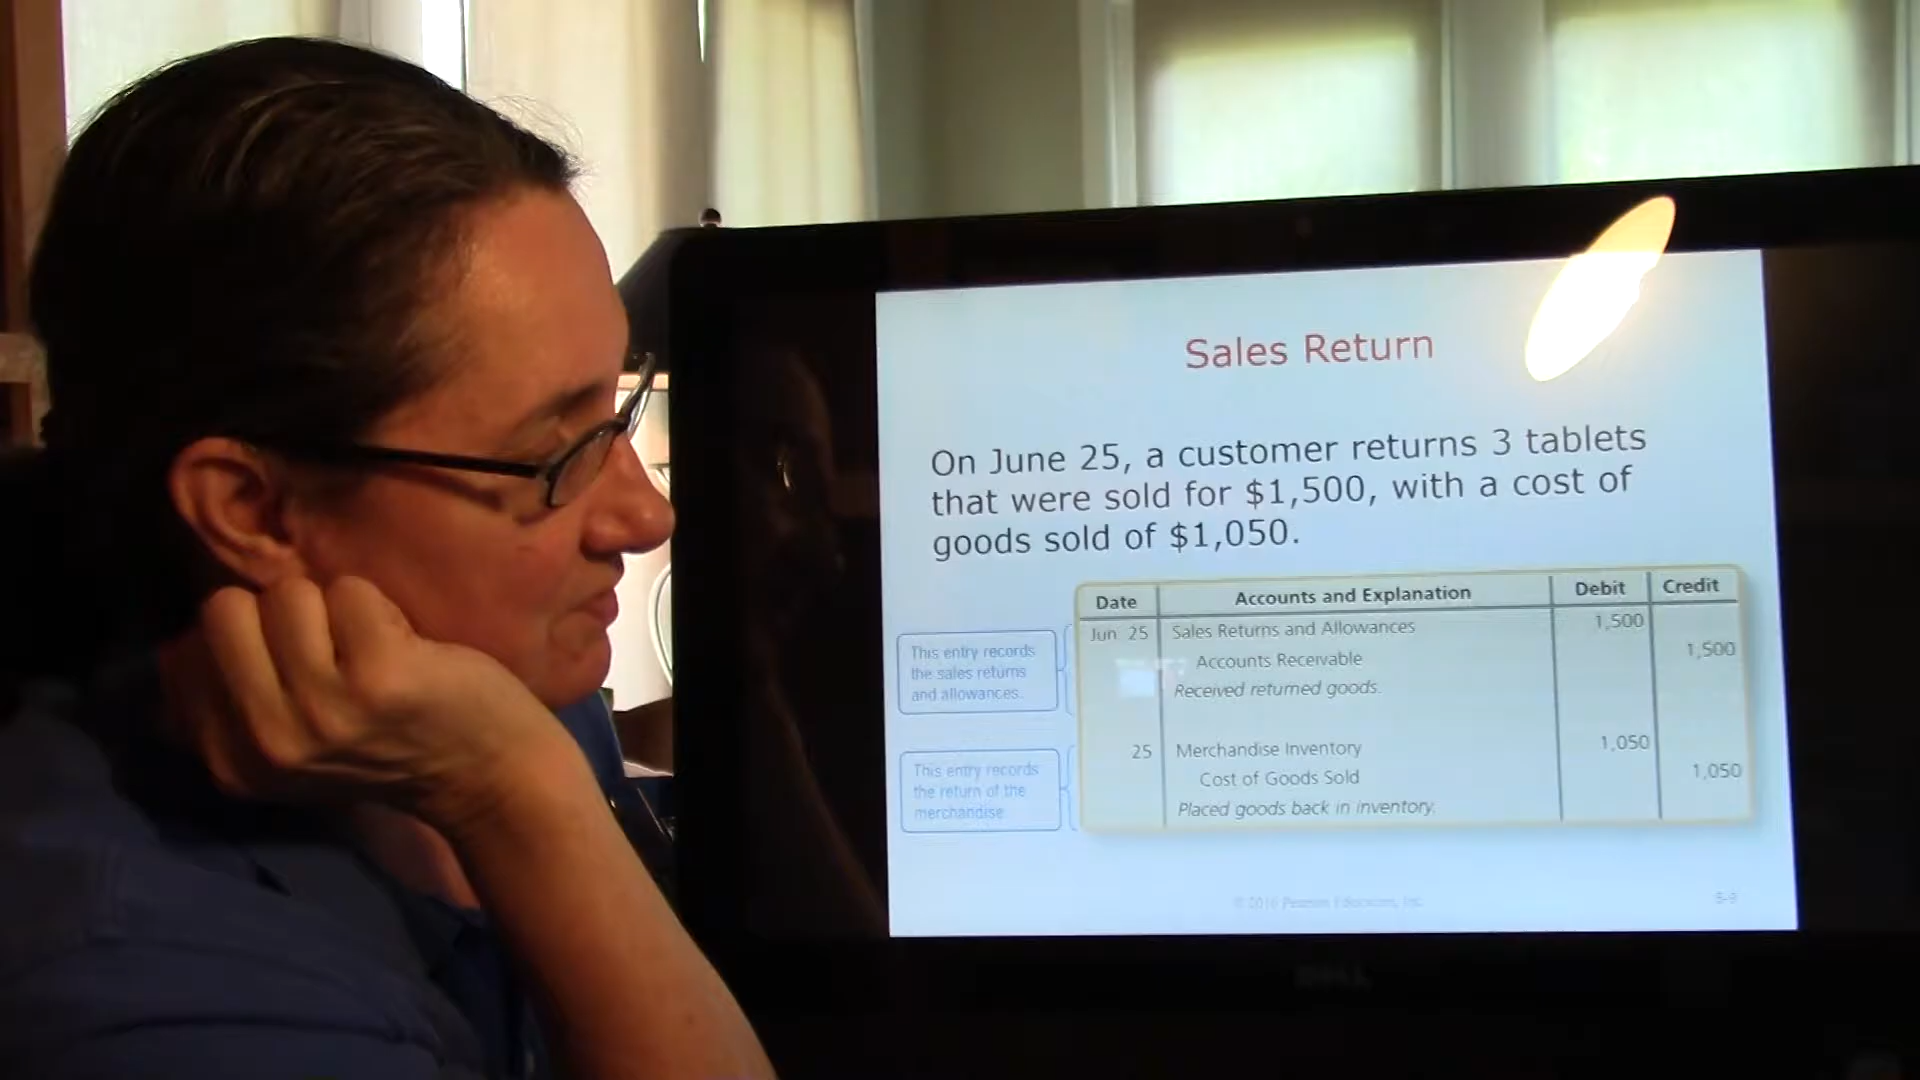 Sales Return
On June 25, a customer returns 3 tablets
that were sold for $1,500, with a cost of
goods sold of $1,050.
Date Accounts and Explanation Debit Credit
Jun 25 Sales Returns and Allowances 1,500
Accounts Receivable 1,500
Received returned goods.
25 Merchandise Inventory 1,050
Cost of Goods Sold 1,050
Placed goods back in inventory.
This entry records
the sales returns
and allowances.
This entry records
the return of the
merchandise
© 2016 Pearson Education, Inc.
DELL